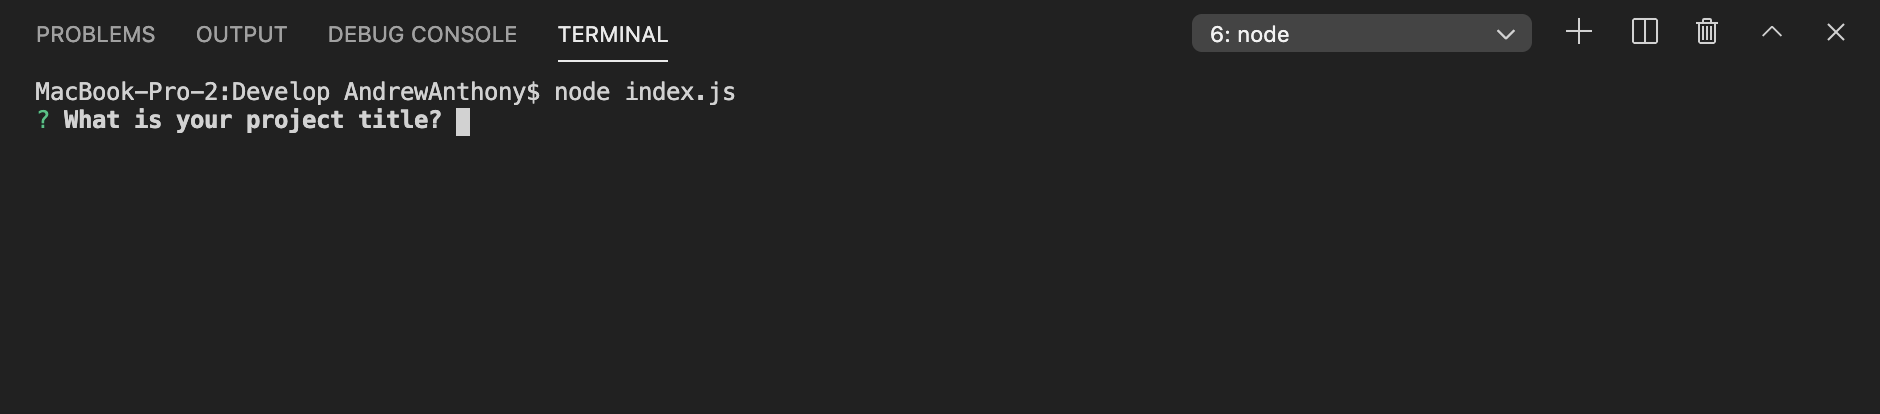 PROBLEMS OUTPUT DEBUG CONSOLE TERMINAL 6: node
MacBook-Pro-2:Develop AndrewAnthony$ node index.js
? What is your project title?